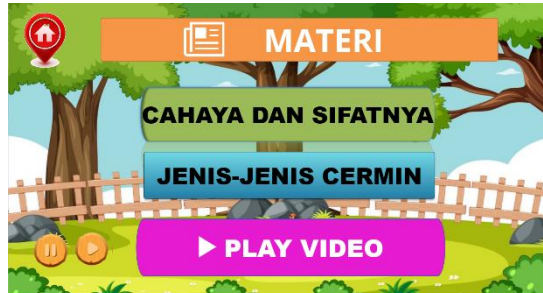 MATERI
CAHAYA DAN SIFATNYA
JENIS-JENIS CERMIN
PLAY VIDEO